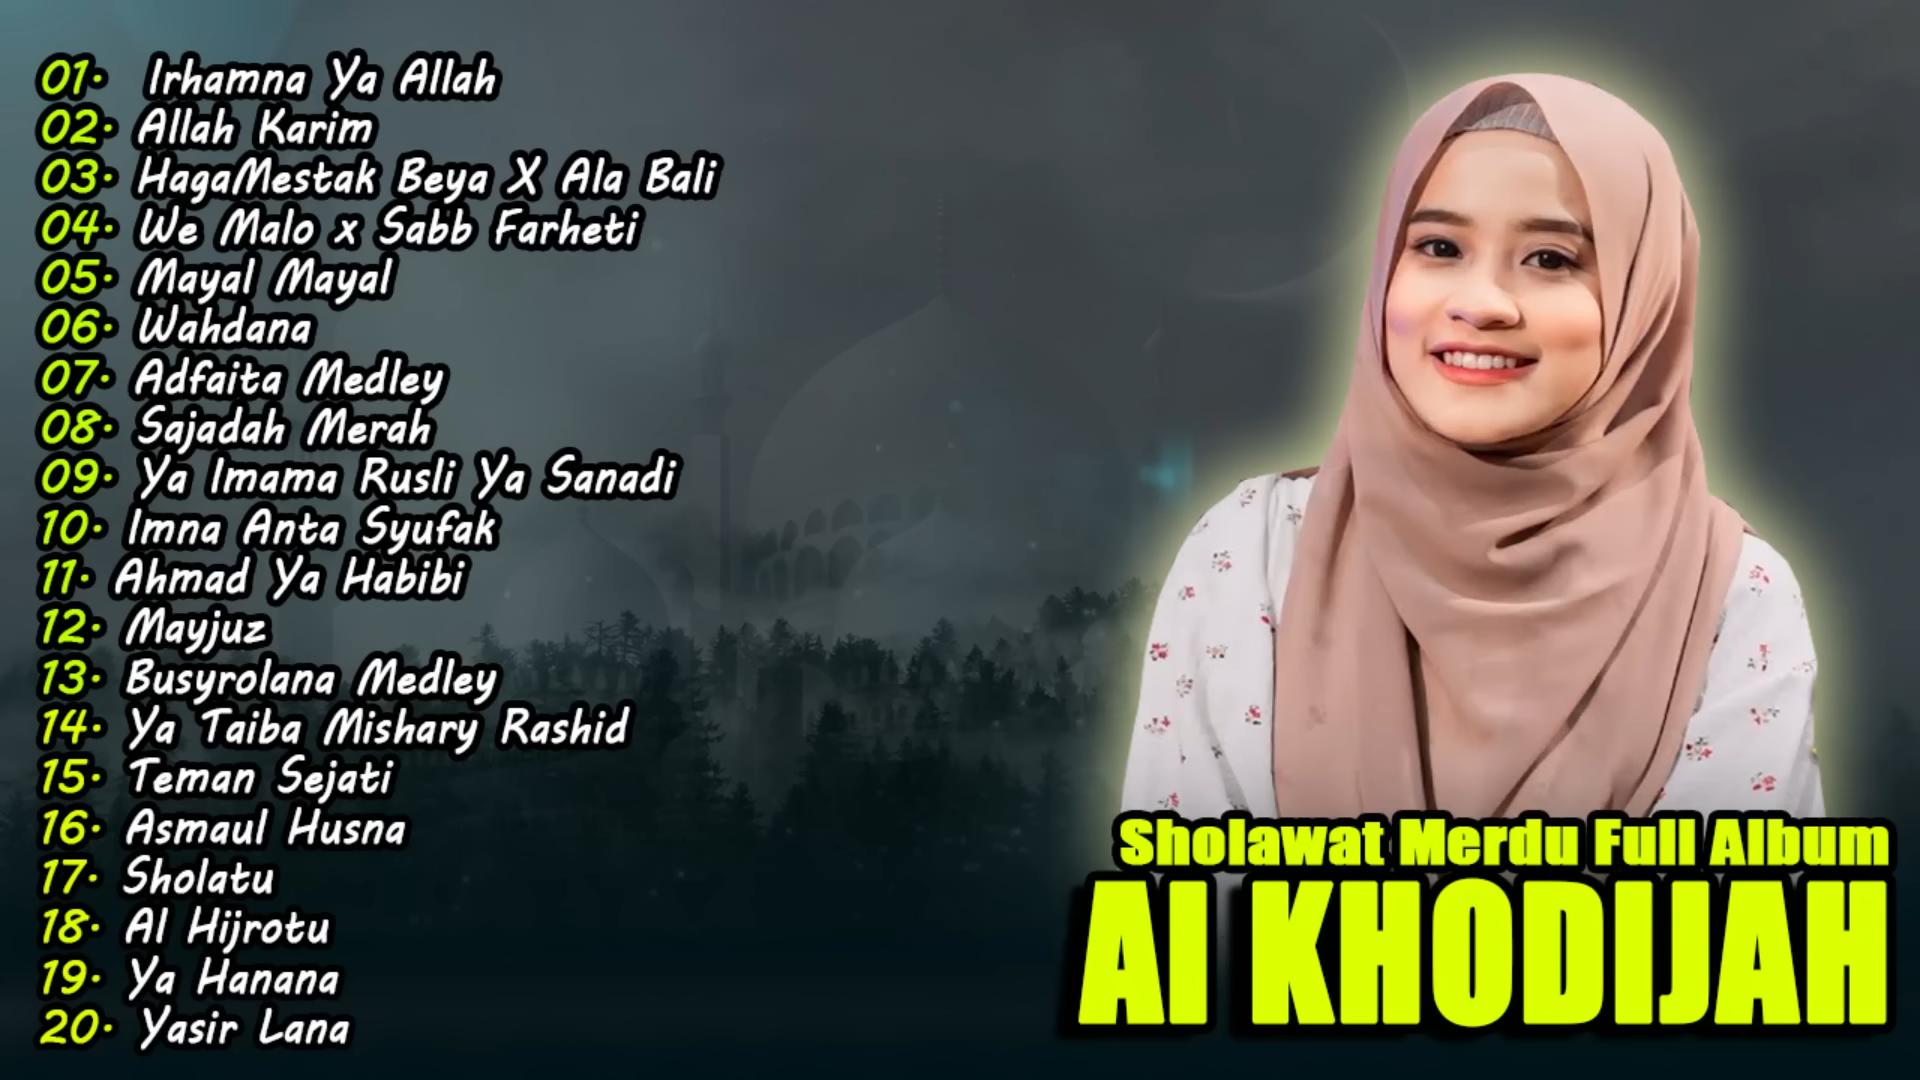 01. Irhamna Ya Allah
02. Allah Karim
03. HagaMestak Beya X Ala Bali
04. We Malo x Sabb Farheti
05. Mayal Mayal
06. Wahdana
07. Adfaita Medley
08. Sajadah Merah
09. Ya Imama Rusli Ya Sanadi
10. Imna Anta Syufak
11. Ahmad Ya Habibi
12. Mayjuz
13. Busyrolana Medley
14. Ya Taiba Mishary Rashid
15. Teman Sejati
16. Asmaul Husna
17. Sholatu
18. Al Hijrotu
19. Ya Hanana
20. Yasir Lana
Sholawat Merdu Full Album
AI KHODIJAH